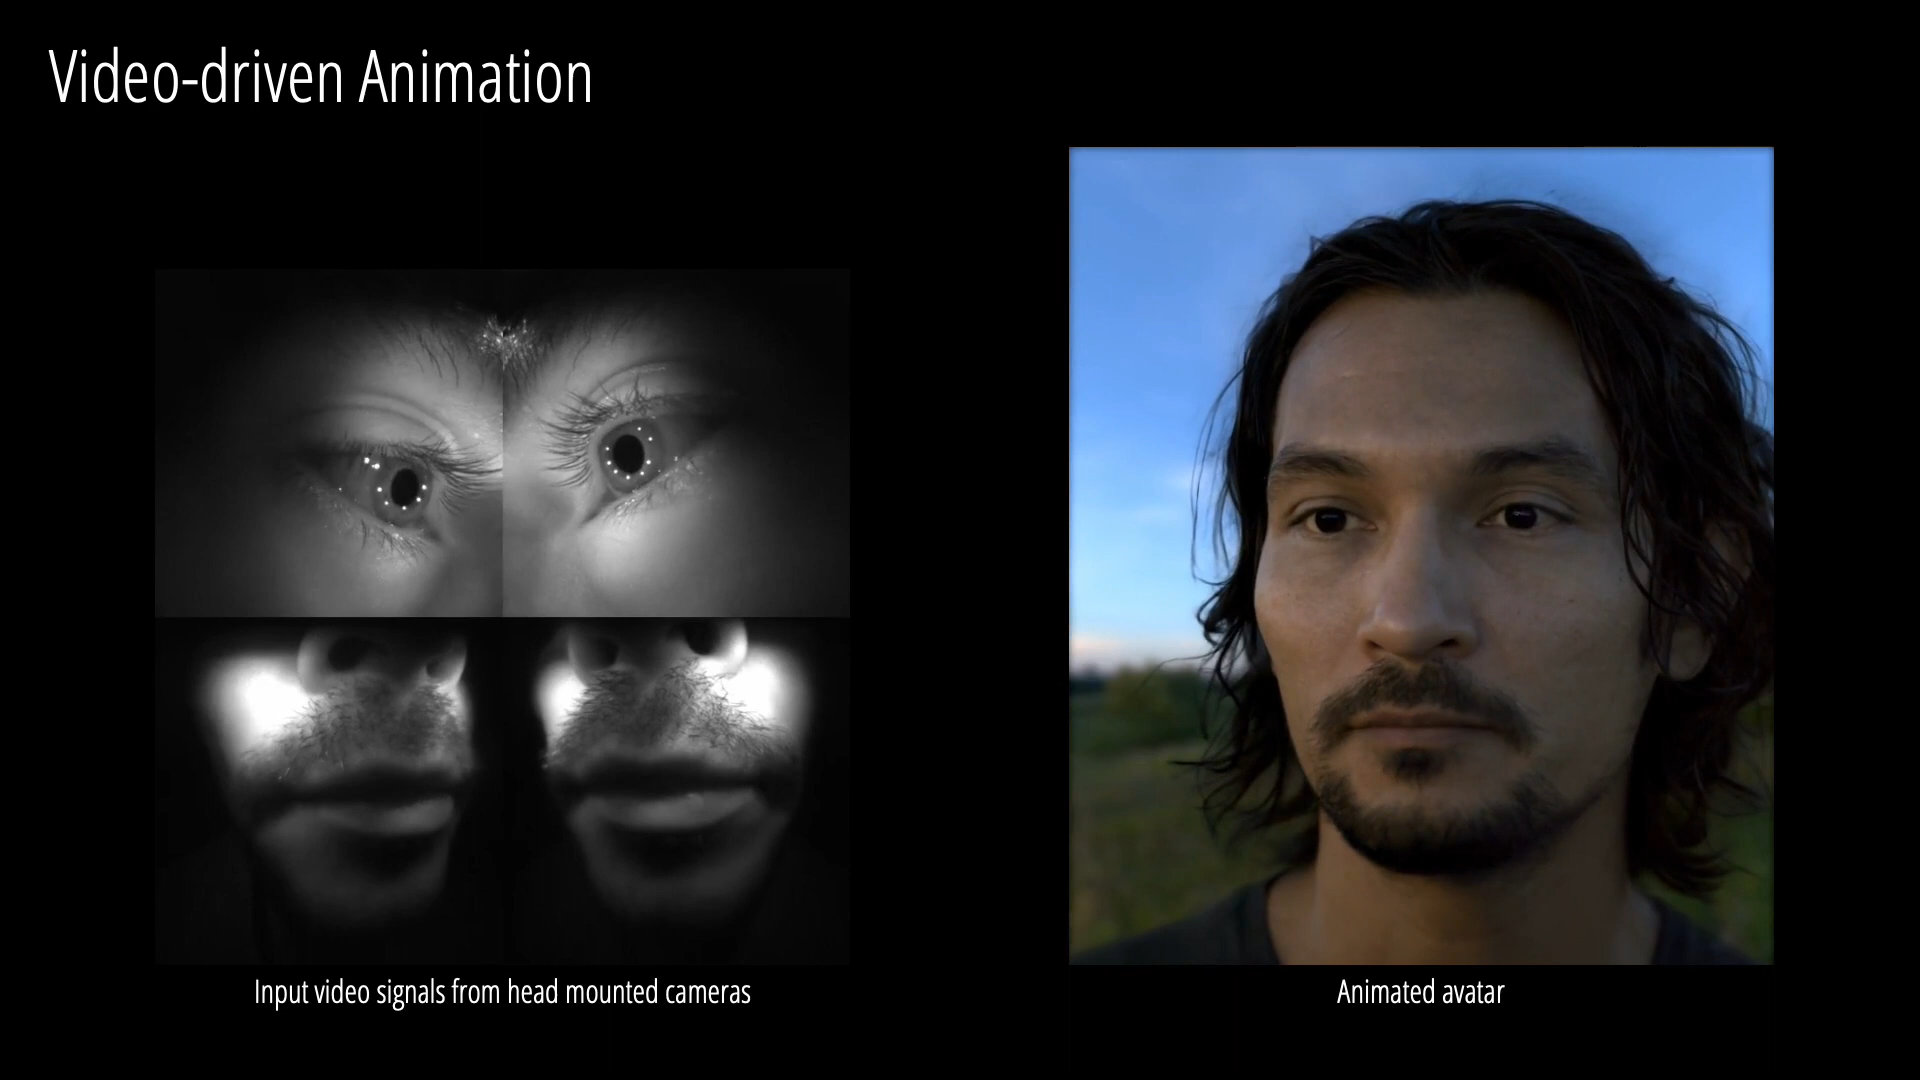 Video-driven Animation
Input video signals from head mounted cameras
Animated avatar